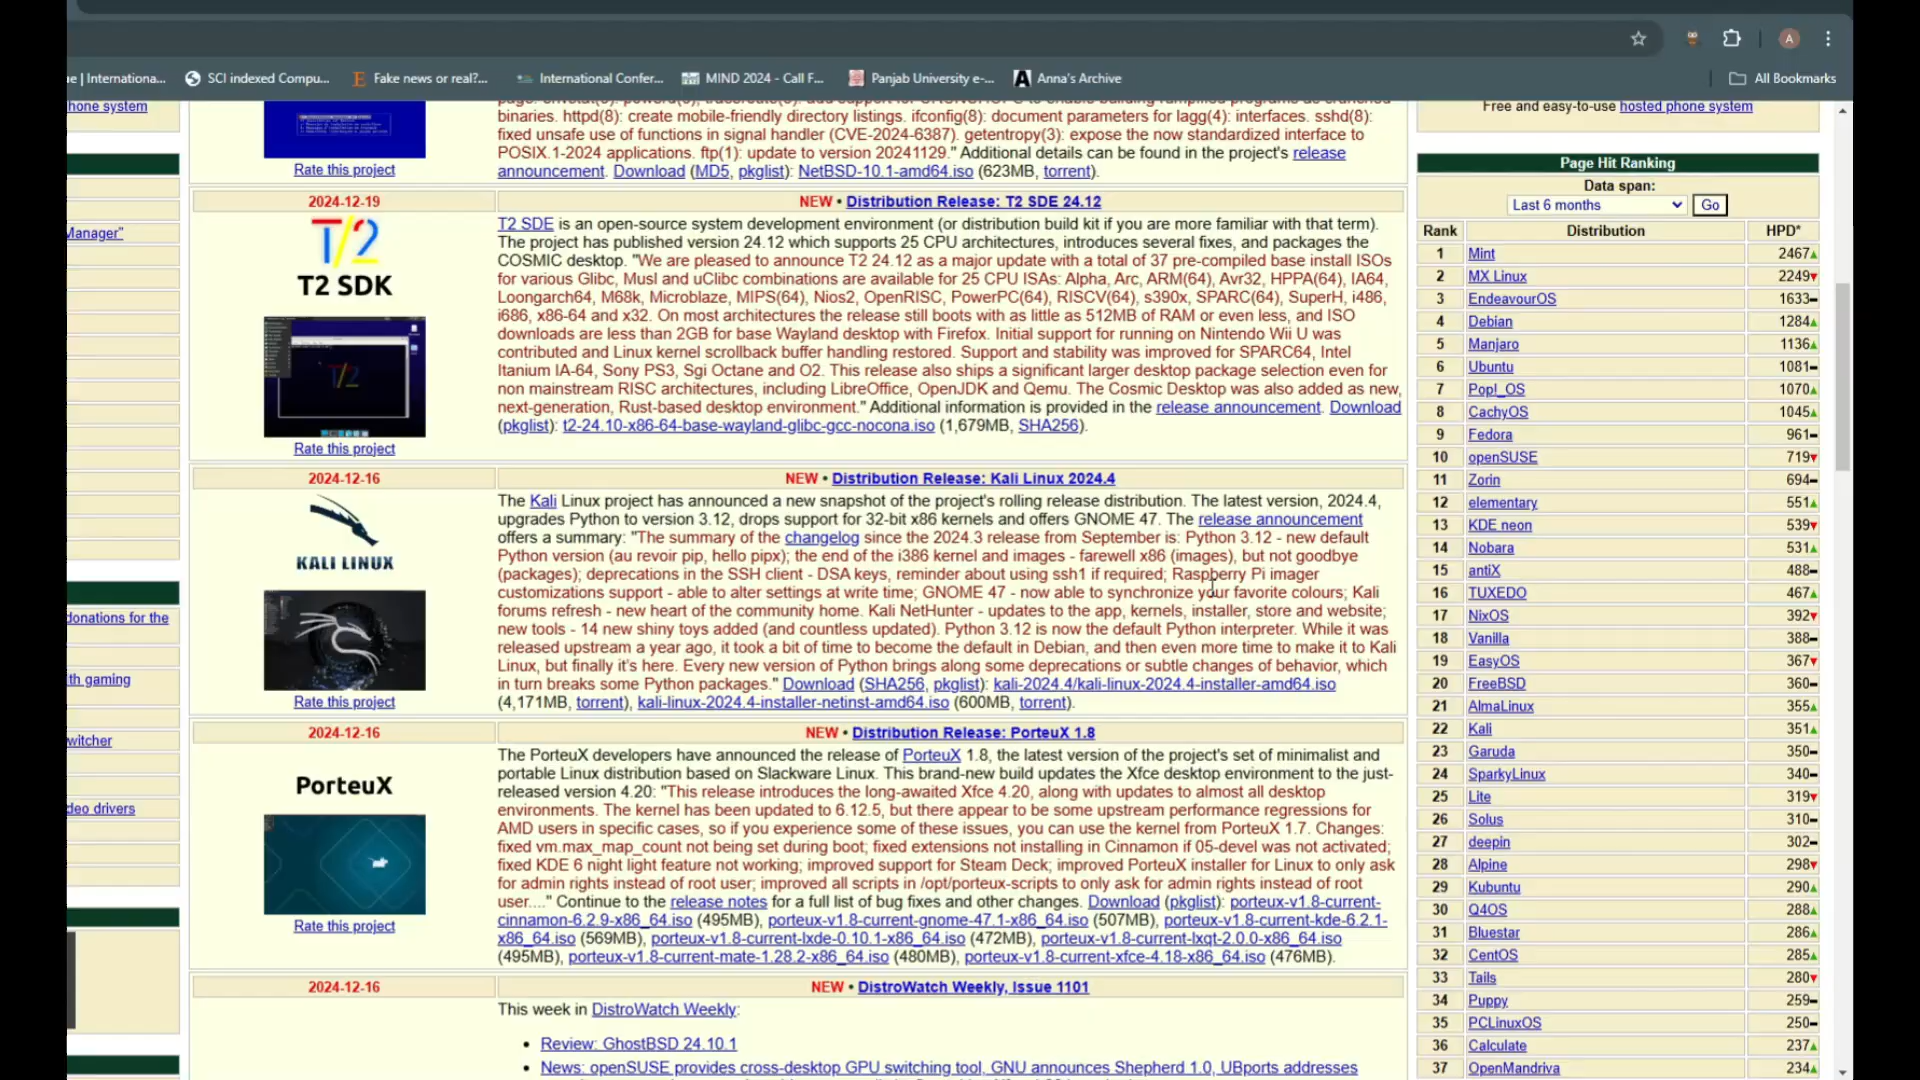 e | Internationa...
SCI indexed Compu...
Fake news or real?...
International Confer...
MIND 2024 - Call F...
Panjab University e-...
Anna's Archive
All Bookmarks
A
hone system
Manager"
donations for the
th gaming
witcher
deo drivers
binaries. httpd(8): create mobile-friendly directory listings. ifconfig(8): document parameters for lagg(4): interfaces. sshd(8):
fixed unsafe use of functions in signal handler (CVE-2024-6387). getentropy(3): expose the now standardized interface to
POSIX.1-2024 applications. ftp(1): update to version 20241129." Additional details can be found in the project's release
announcement. Download (MD5, pkglist): NetBSD-10.1-amd64.iso (623MB, torrent).
Rate this project
2024-12-19
NEW • Distribution Release: T2 SDE 24.12
T/2
T2 SDK
T2 SDE is an open-source system development environment (or distribution build kit if you are more familiar with that term).
The project has published version 24.12 which supports 25 CPU architectures, introduces several fixes, and packages the
COSMIC desktop. "We are pleased to announce T2 24.12 as a major update with a total of 37 pre-compiled base install ISOs
for various Glibc, Musl and uClibc combinations are available for 25 CPU ISAs: Alpha, Arc, ARM(64), Avr32, HPPA(64), IA64,
Loongarch64, M68k, Microblaze, MIPS(64), Nios2, OpenRISC, PowerPC(64), RISCV(64), s390x, SPARC(64), SuperH, i486,
i686, x86-64 and x32. On most architectures the release still boots with as little as 512MB of RAM or even less, and ISO
downloads are less than 2GB for base Wayland desktop with Firefox. Initial support for running on Nintendo Wii U was
contributed and Linux kernel scrollback buffer handling restored. Support and stability was improved for SPARC64, Intel
Itanium IA-64, Sony PS3, Sgi Octane and O2. This release also ships a significant larger desktop package selection even for
non mainstream RISC architectures, including LibreOffice, OpenJDK and Qemu. The Cosmic Desktop was also added as new,
next-generation, Rust-based desktop environment." Additional information is provided in the release announcement. Download
(pkglist): t2-24.10-x86-64-base-wayland-glibc-gcc-nocona.iso (1,679MB, SHA256).
Rate this project
2024-12-16
NEW • Distribution Release: Kali Linux 2024.4
KALI LINUX
The Kali Linux project has announced a new snapshot of the project's rolling release distribution. The latest version, 2024.4,
upgrades Python to version 3.12, drops support for 32-bit x86 kernels and offers GNOME 47. The release announcement
offers a summary: "The summary of the changelog since the 2024.3 release from September is: Python 3.12 - new default
Python version (au revoir pip, hello pipx); the end of the i386 kernel and images - farewell x86 (images), but not goodbye
(packages); deprecations in the SSH client - DSA keys, reminder about using ssh1 if required; Raspberry Pi imager
customizations support - able to alter settings at write time; GNOME 47 - now able to synchronize your favorite colours; Kali
forums refresh - new heart of the community home. Kali NetHunter - updates to the app, kernels, installer, store and website;
new tools - 14 new shiny toys added (and countless updated). Python 3.12 is now the default Python interpreter. While it was
released upstream a year ago, it took a bit of time to become the default in Debian, and then even more time to make it to Kali
Linux, but finally it's here. Every new version of Python brings along some deprecations or subtle changes of behavior, which
in turn breaks some Python packages." Download (SHA256, pkglist): kali-2024.4/kali-linux-2024.4-installer-amd64.iso
(4,171MB, torrent), kali-linux-2024.4-installer-netinst-amd64.iso (600MB, torrent).
Rate this project
2024-12-16
NEW • Distribution Release: PorteuX 1.8
PorteuX
The PorteuX developers have announced the release of PorteuX 1.8, the latest version of the project's set of minimalist and
portable Linux distribution based on Slackware Linux. This brand-new build updates the Xfce desktop environment to the just-
released version 4.20: "This release introduces the long-awaited Xfce 4.20, along with updates to almost all desktop
environments. The kernel has been updated to 6.12.5, but there appear to be some upstream performance regressions for
AMD users in specific cases, so if you experience some of these issues, you can use the kernel from PorteuX 1.7. Changes:
fixed vm.max_map_count not being set during boot; fixed extensions not installing in Cinnamon if 05-devel was not activated;
fixed KDE 6 night light feature not working; improved support for Steam Deck; improved PorteuX installer for Linux to only ask
for admin rights instead of root user; improved all scripts in /opt/porteux-scripts to only ask for admin rights instead of root
user...." Continue to the release notes for a full list of bug fixes and other changes. Download (pkglist): porteux-v1.8-current-
cinnamon-6.2.9-x86_64.iso (495MB), porteux-v1.8-current-gnome-47.1-x86_64.iso (507MB), porteux-v1.8-current-kde-6.2.1-
x86_64.iso (569MB), porteux-v1.8-current-lxde-0.10.1-x86_64.iso (472MB), porteux-v1.8-current-lxqt-2.0.0-x86_64.iso
(495MB), porteux-v1.8-current-mate-1.28.2-x86_64.iso (480MB), porteux-v1.8-current-xfce-4.18-x86_64.iso (476MB).
Rate this project
2024-12-16
NEW • DistroWatch Weekly, Issue 1101
This week in DistroWatch Weekly:
• Review: GhostBSD 24.10.1
• News: openSUSE provides cross-desktop GPU switching tool, GNU announces Shepherd 1.0, UBports addresses
Free and easy-to-use hosted phone system
Page Hit Ranking
Data span:
Last 6 months Go
Rank Distribution HPD*
1 Mint 2467
2 MX Linux 2249
3 EndeavourOS 1633
4 Debian 1284
5 Manjaro 1136
6 Ubuntu 1081
7 Pop!_OS 1070
8 CachyOS 1045
9 Fedora 961
10 openSUSE 719
11 Zorin 694
12 elementary 551
13 KDE neon 539
14 Nobara 531
15 antiX 488
16 TUXEDO 467
17 NixOS 392
18 Vanilla 388
19 EasyOS 367
20 FreeBSD 360
21 AlmaLinux 355
22 Kali 351
23 Garuda 350
24 SparkyLinux 340
25 Lite 319
26 Solus 310
27 deepin 302
28 Alpine 298
29 Kubuntu 290
30 Q4OS 288
31 Bluestar 286
32 CentOS 285
33 Tails 280
34 Puppy 259
35 PCLinuxOS 250
36 Calculate 237
37 OpenMandriva 234